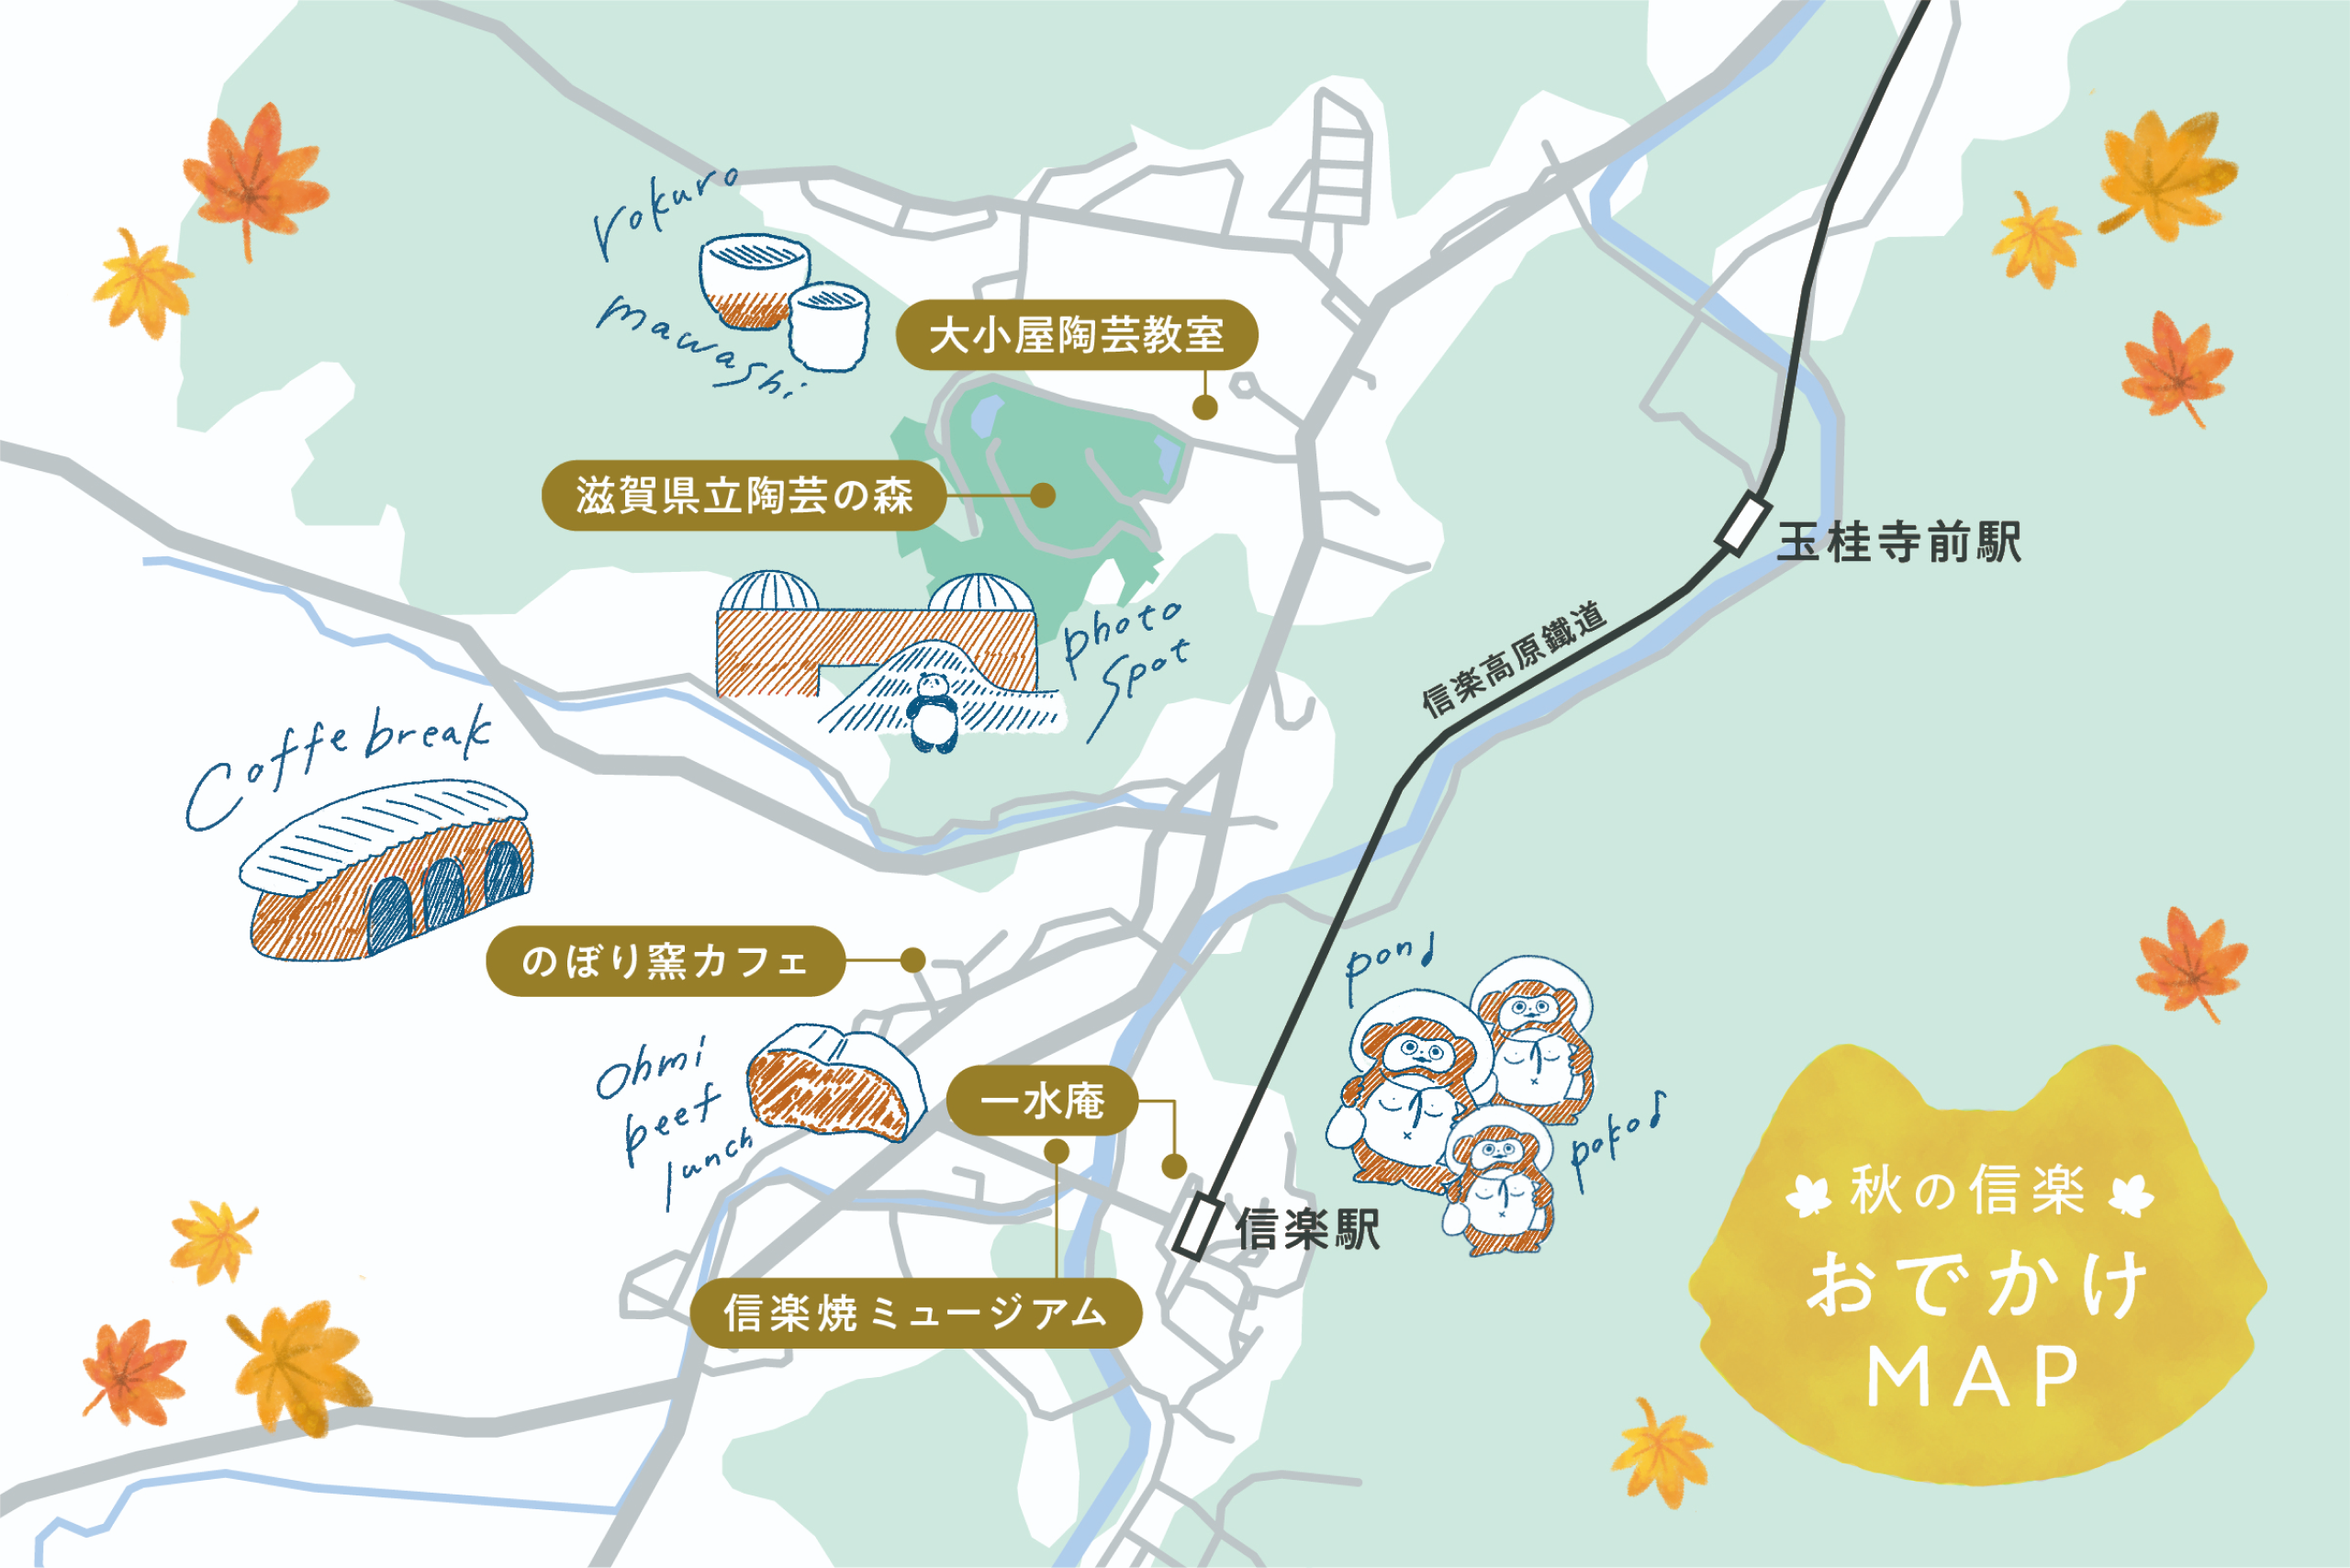 rokuro
mawashi
大小屋陶芸教室
滋賀県立陶芸の森
photo
spot
玉桂寺前駅
信楽高原鐵道
Coffe break
のぼり窯カフェ
Ohmi
beef
lunch
一水庵
pon♪
poko♪
信楽駅
信楽焼ミュージアム
秋の信楽
おでかけ
MAP